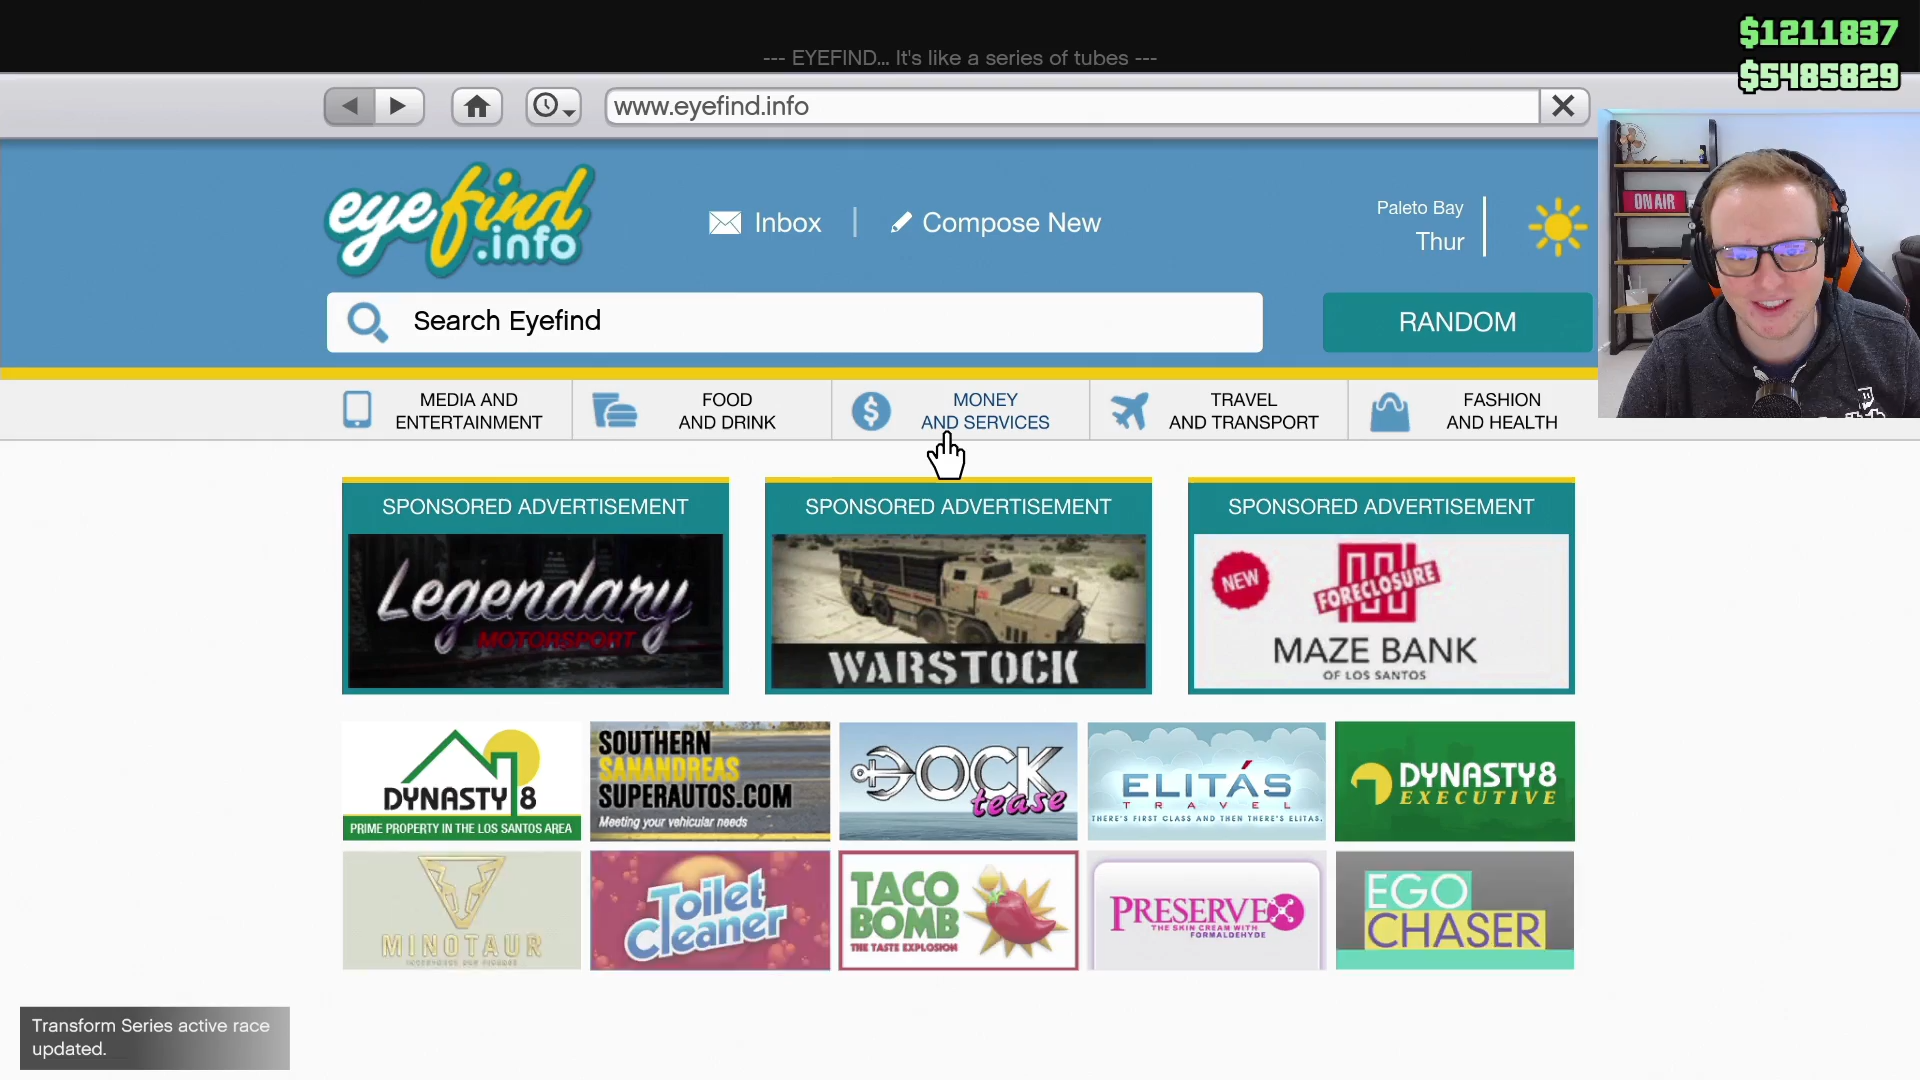 $1211837
--- EYEFIND... It's like a series of tubes ---
$5485829
www.eyefind.info
eyefind
.info
Inbox
Compose New
Paleto Bay
Thur
ON AIR
Search Eyefind
RANDOM
MEDIA AND
ENTERTAINMENT
FOOD
AND DRINK
MONEY
AND SERVICES
TRAVEL
AND TRANSPORT
FASHION
AND HEALTH
SPONSORED ADVERTISEMENT
SPONSORED ADVERTISEMENT
SPONSORED ADVERTISEMENT
Legendary
MOTORSPORT
WARSTOCK
NEW
FORECLOSURE
MAZE BANK
OF LOS SANTOS
DYNASTY 8
PRIME PROPERTY IN THE LOS SANTOS AREA
SOUTHERN
SANANDREAS
SUPERAUTOS.COM
Meeting your vehicular needs
DOCK
tease
ELITÁS
TRAVEL
THERE'S FIRST CLASS AND THEN THERE'S ELITAS.
DYNASTY8
EXECUTIVE
MINOTAUR
Toilet
Cleaner
TACO
BOMB
THE TASTE EXPLOSION
PRESERVEX
THE SKIN CREAM WITH
FORMALDEHYDE
EGO
CHASER
Transform Series active race
updated.